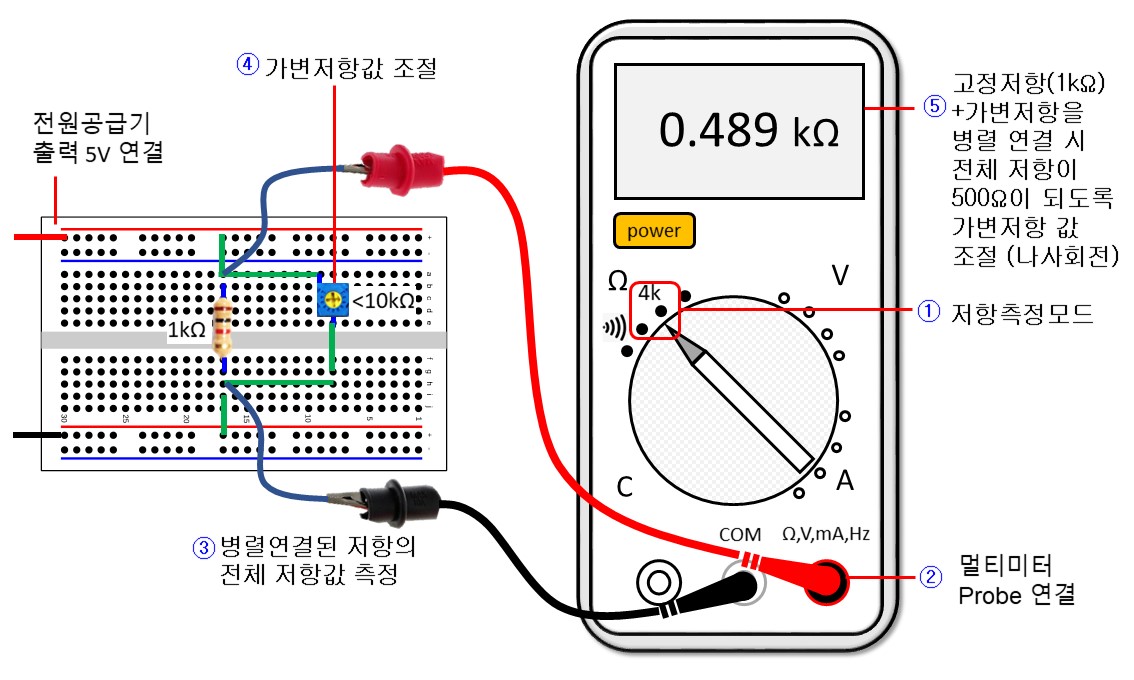 ④ 가변저항값 조절
전원공급기
출력 5V 연결
0.489 kΩ
⑤
고정저항(1kΩ)
+가변저항을
병렬 연결 시
전체 저항이
500Ω이 되도록
가변저항 값
조절 (나사회전)
power
Ω
4k
V
<10kΩ
1kΩ
① 저항측정모드
a
b
c
d
e
f
g
h
i
j
30
25
20
15
10
5
1
+
-
+
-
C
A
COM
Ω,V,mA,Hz
③ 병렬연결된 저항의
전체 저항값 측정
② 멀티미터
Probe 연결